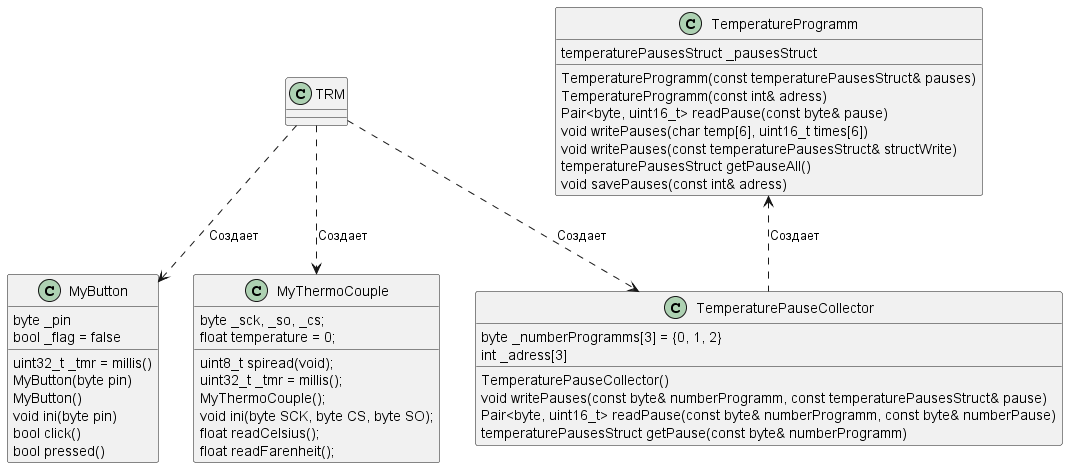 C TemperatureProgramm
temperaturePausesStruct _pausesStruct
TemperatureProgramm(const temperaturePausesStruct& pauses)
TemperatureProgramm(const int& adress)
Pair<byte, uint16_t> readPause(const byte& pause)
void writePauses(char temp[6], uint16_t times[6])
void writePauses(const temperaturePausesStruct& structWrite)
temperaturePausesStruct getPauseAll()
void savePauses(const int& adress)
C TRM
Создает
Создает
Создает
Создает
C MyButton
byte _pin
bool _flag = false
uint32_t _tmr = millis()
MyButton(byte pin)
MyButton()
void ini(byte pin)
bool click()
bool pressed()
C MyThermoCouple
byte _sck, _so, _cs;
float temperature = 0;
uint8_t spiread(void);
uint32_t _tmr = millis();
MyThermoCouple();
void ini(byte SCK, byte CS, byte SO);
float readCelsius();
float readFarenheit();
C TemperaturePauseCollector
byte _numberProgramms[3] = {0, 1, 2}
int _adress[3]
TemperaturePauseCollector()
void writePauses(const byte& numberProgramm, const temperaturePausesStruct& pause)
Pair<byte, uint16_t> readPause(const byte& numberProgramm, const byte& numberPause)
temperaturePausesStruct getPause(const byte& numberProgramm)